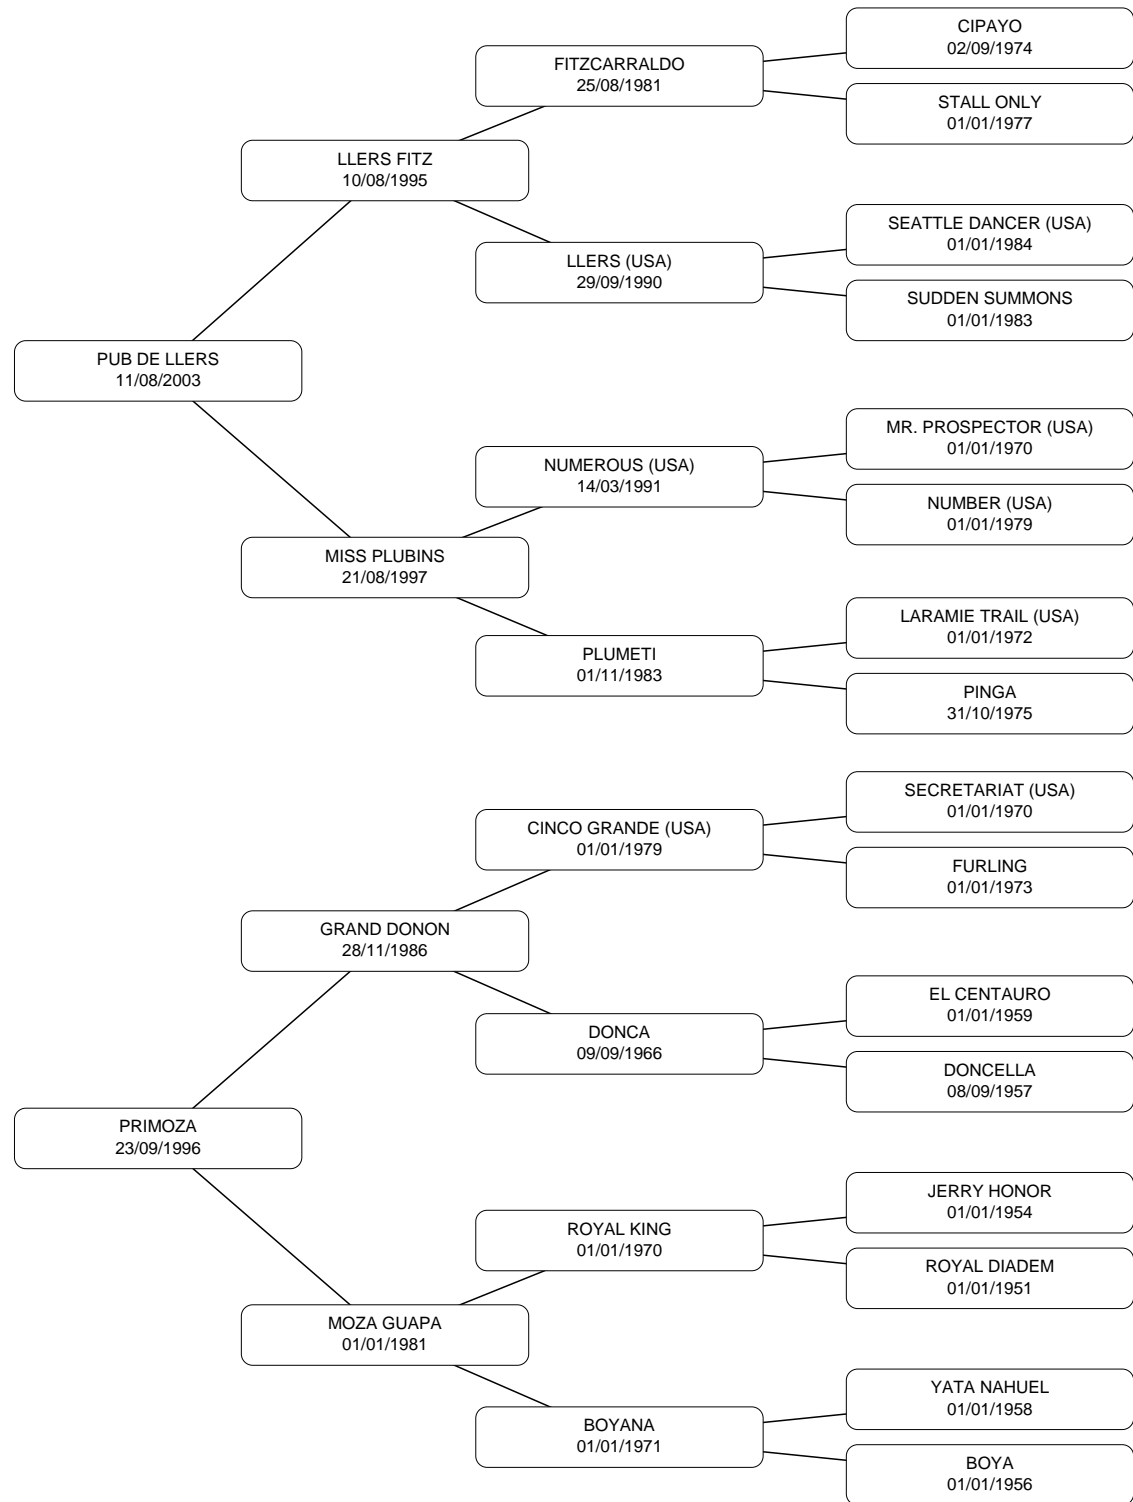 CIPAYO
02/09/1974
FITZCARRALDO
25/08/1981
STALL ONLY
01/01/1977
LLERS FITZ
10/08/1995
SEATTLE DANCER (USA)
01/01/1984
LLERS (USA)
29/09/1990
SUDDEN SUMMONS
01/01/1983
PUB DE LLERS
11/08/2003
MR. PROSPECTOR (USA)
01/01/1970
NUMEROUS (USA)
14/03/1991
NUMBER (USA)
01/01/1979
MISS PLUBINS
21/08/1997
LARAMIE TRAIL (USA)
01/01/1972
PLUMETI
01/11/1983
PINGA
31/10/1975
SECRETARIAT (USA)
01/01/1970
CINCO GRANDE (USA)
01/01/1979
FURLING
01/01/1973
GRAND DONON
28/11/1986
EL CENTAURO
01/01/1959
DONCA
09/09/1966
DONCELLA
08/09/1957
PRIMOZA
23/09/1996
JERRY HONOR
01/01/1954
ROYAL KING
01/01/1970
ROYAL DIADEM
01/01/1951
MOZA GUAPA
01/01/1981
YATA NAHUEL
01/01/1958
BOYANA
01/01/1971
BOYA
01/01/1956